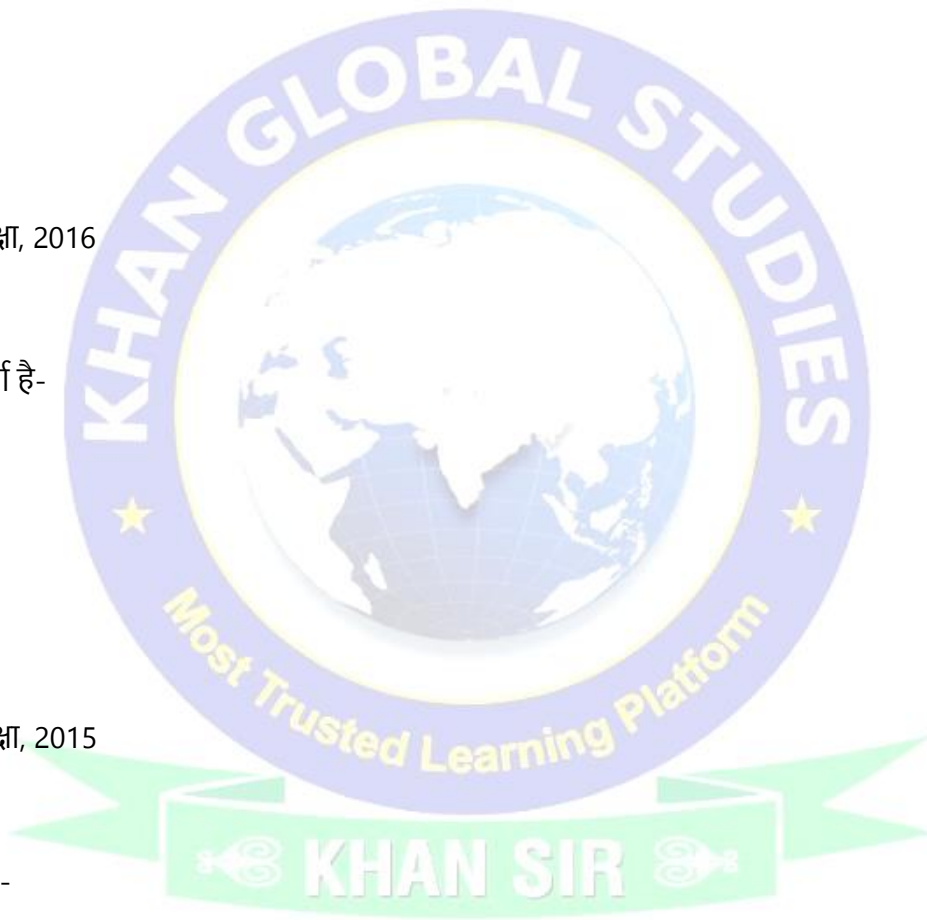 KHAN GLOBAL STUDIES
क्षा, 2016
है-
Most Trusted Learning Platform
क्षा, 2015
-
KHAN SIR